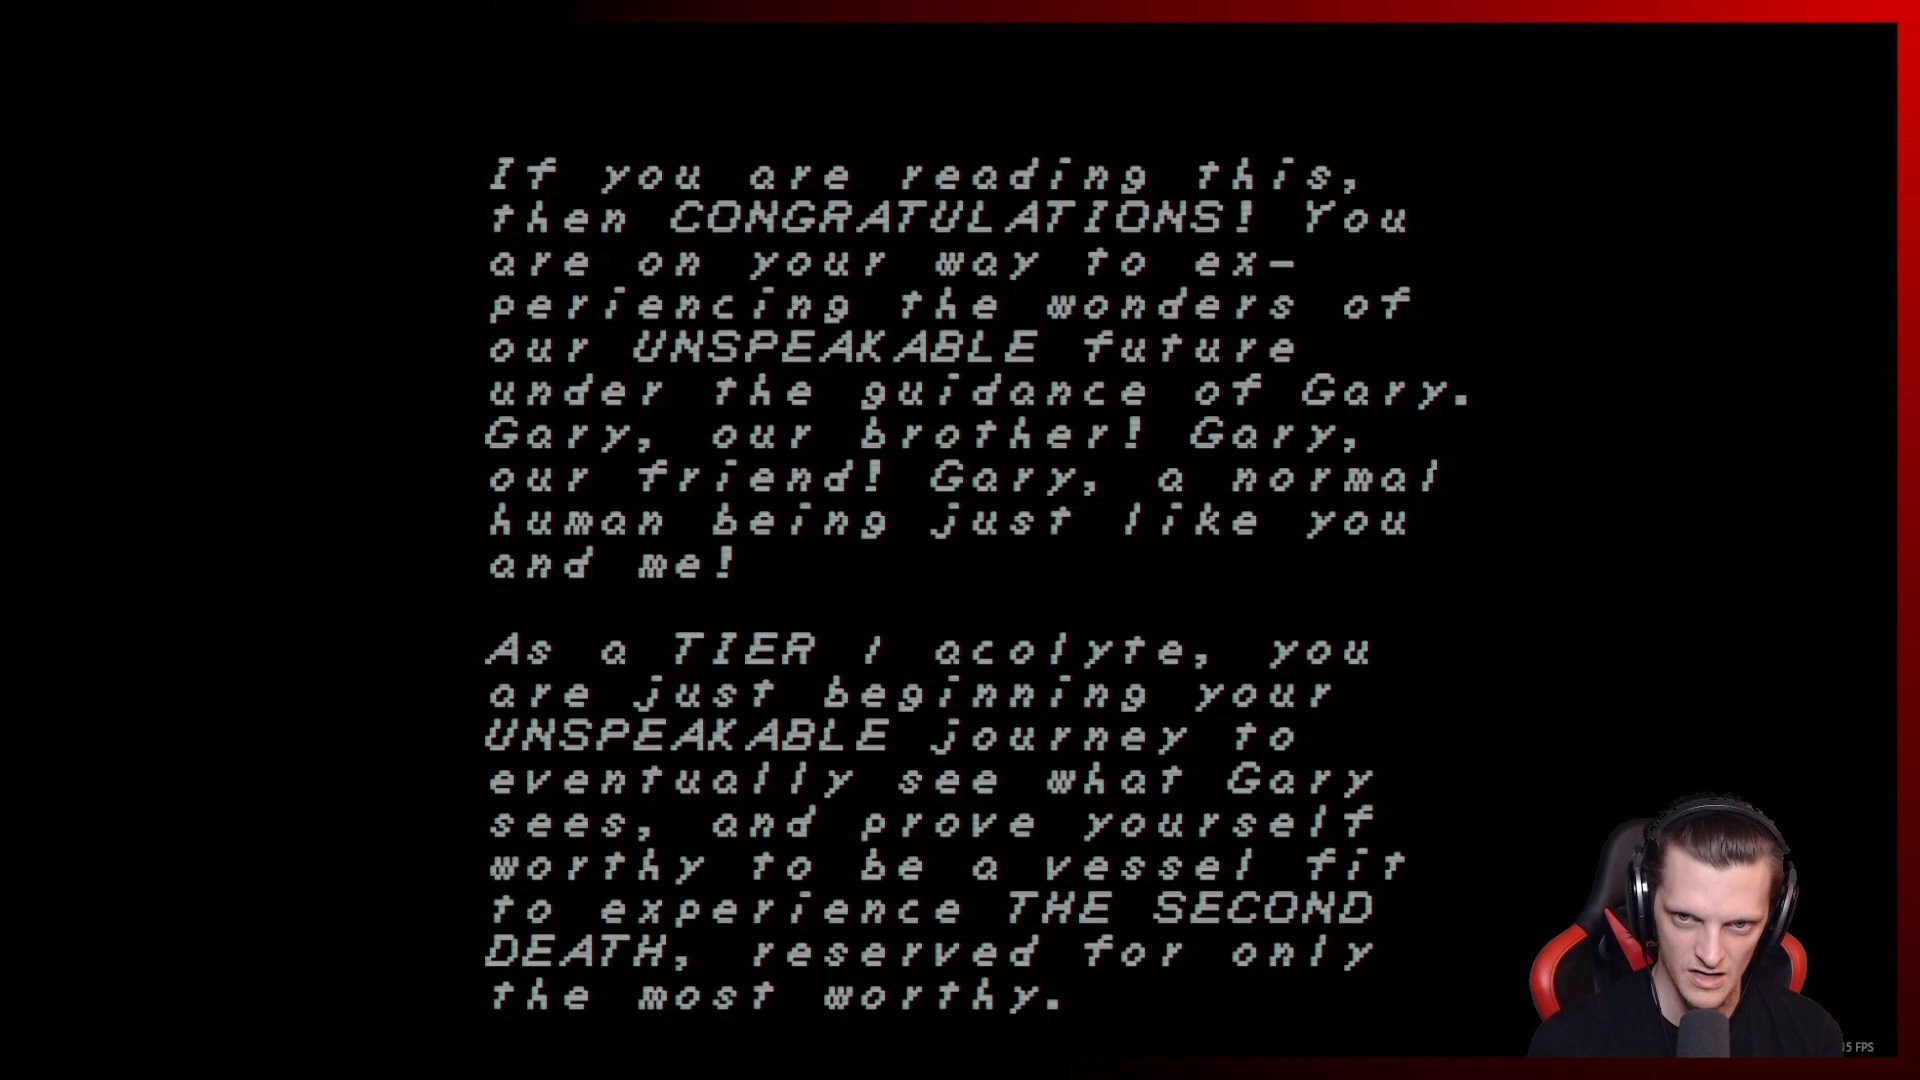 If you are reading this,
then CONGRATULATIONS! You
are on your way to ex-
periencing the wonders of
our UNSPEAKABLE future
under the guidance of Gary.
Gary, our brother! Gary,
our friend! Gary, a normal
human being just like you
and me!
As a TIER 1 acolyte, you
are just beginning your
UNSPEAKABLE journey to
eventually see what Gary
sees, and prove yourself
worthy to be a vessel fit
to experience THE SECOND
DEATH, reserved for only
the most worthy.
FPS